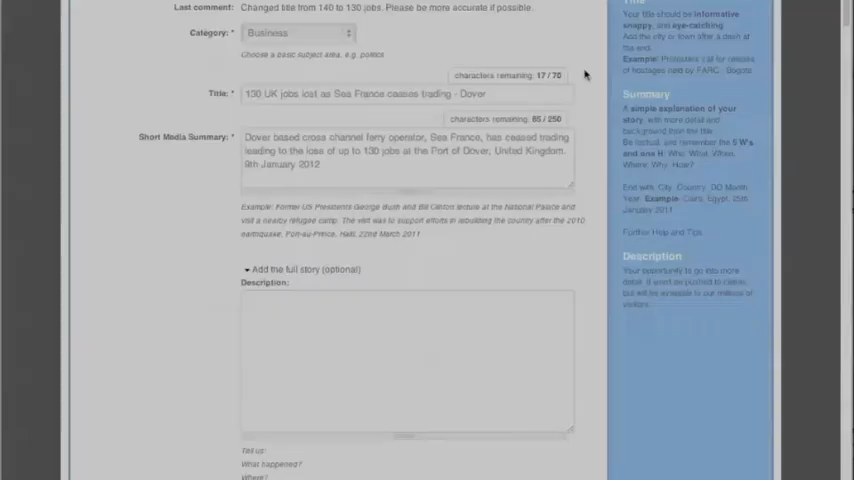 Last comment: Changed title from 140 to 130 jobs. Please be more accurate if possible.
Category: * Business
Choose a basic subject area, e.g. politics
characters remaining: 17 / 70
Title: * 130 UK jobs lost as Sea France ceases trading - Dover
characters remaining: 65 / 250
Short Media Summary: * Dover based cross channel ferry operator, Sea France, has ceased trading
leading to the loss of up to 130 jobs at the Port of Dover, United Kingdom.
9th January 2012
Example: Former US Presidents George Bush and Bill Clinton lecture at the National Palace and
visit a nearby refugee camp. The visit was to support efforts in rebuilding the country after the 2010
earthquake, Port-au-Prince, Haiti, 22nd March 2011
Add the full story (optional)
Description:
Tell us:
What happened?
Where?
Title
Your title should be informative
snappy, and eye-catching.
Add the city or town after a dash at
the end.
Example: Protesters call for release
of hostages held by FARC - Bogota
Summary
A simple explanation of your
story, with more detail and
background than the title.
Be factual, and remember the 5 W's
and one H: Who, What, When,
Where, Why, How?
End with: City, Country, DD Month
Year. Example: Cairo, Egypt, 25th
January 2011
Further Help and Tips
Description
Your opportunity to go into more
detail. It won't be pushed to clients,
but will be available to our millions of
visitors.